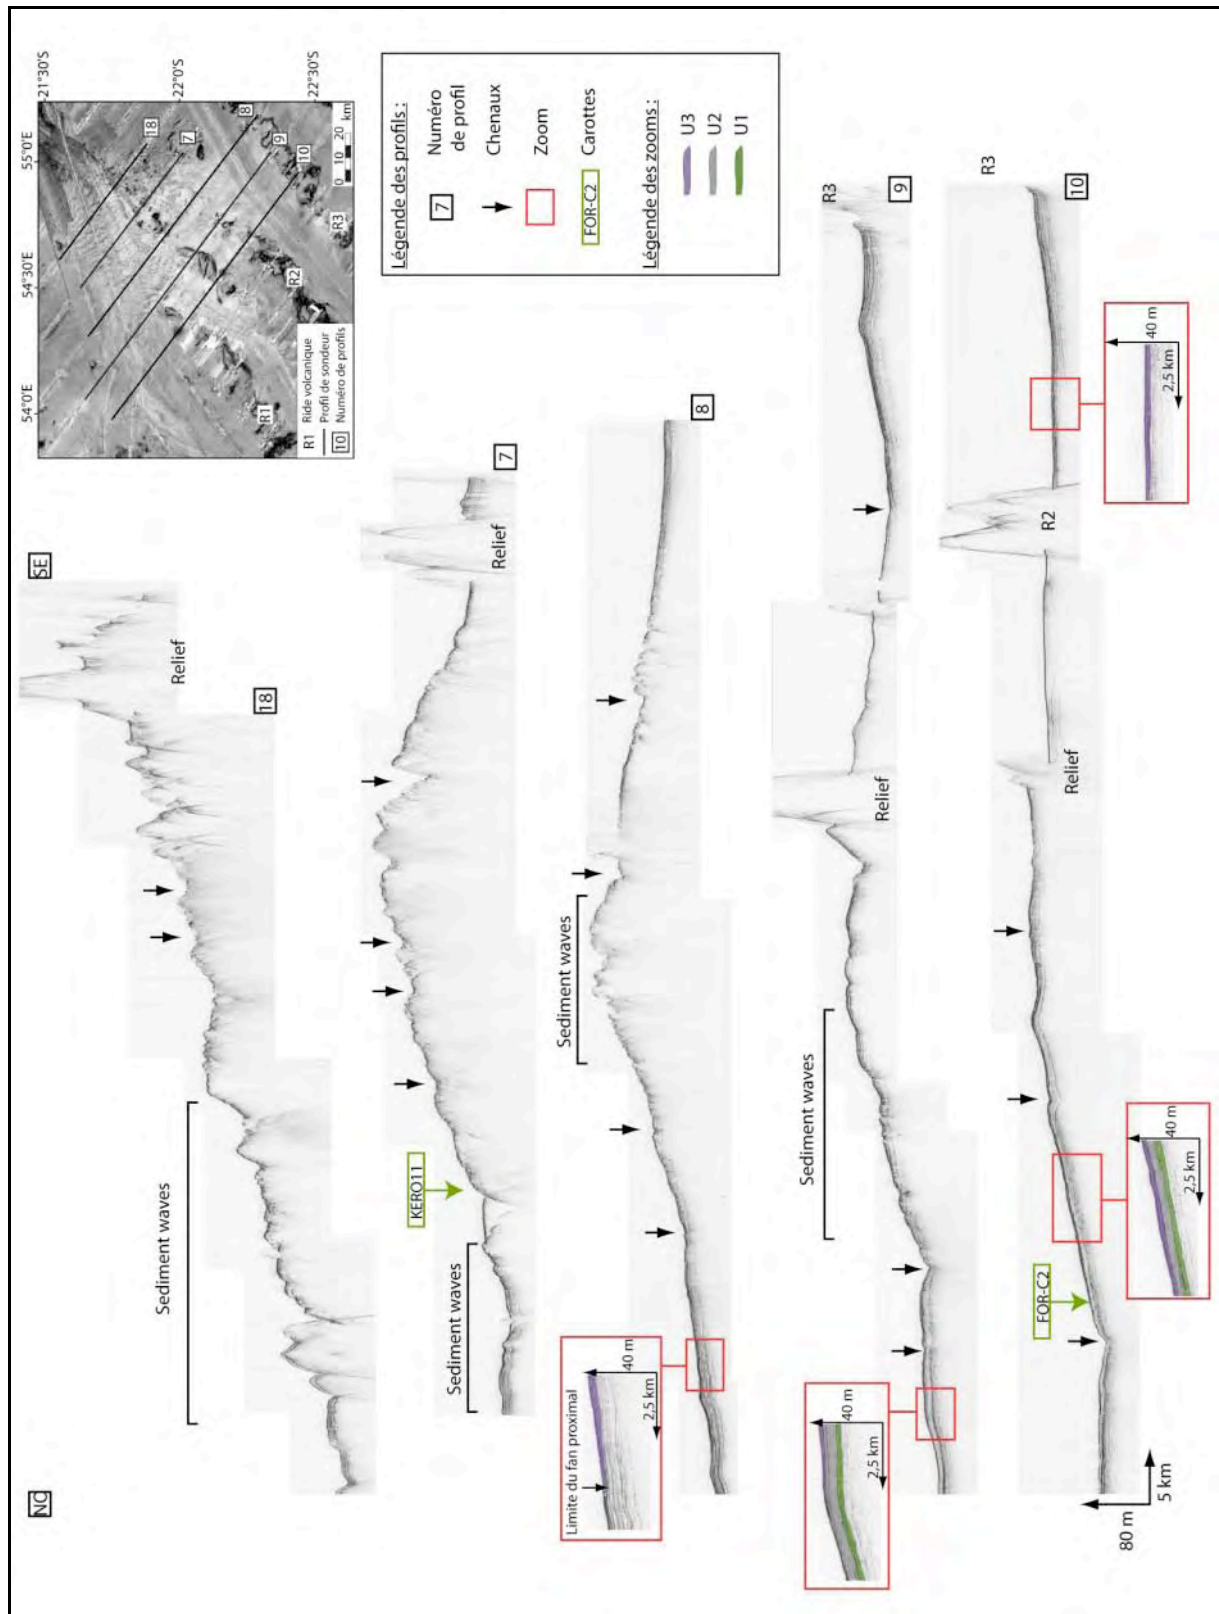 NO
SE
54°0'E
54°30'E
55°0'E
21°30'S
22°0'S
22°30'S
18
7
8
9
10
R1
R2
R3
0 10 20
km
R1 Ride volcanique
Profil de sondeur
10 Numéro de profils
Légende des profils :
7 Numéro
de profil
Chenaux
Zoom
FOR-C2 Carottes
Légende des zooms :
U3
U2
U1
Sediment waves
Relief
18
Sediment waves
KERO11
Relief
7
Limite du fan proximal
40 m
2,5 km
Sediment waves
8
40 m
2,5 km
Sediment waves
Relief
R3
9
FOR-C2
40 m
2,5 km
Relief
R2
40 m
2,5 km
R3
10
80 m
5 km